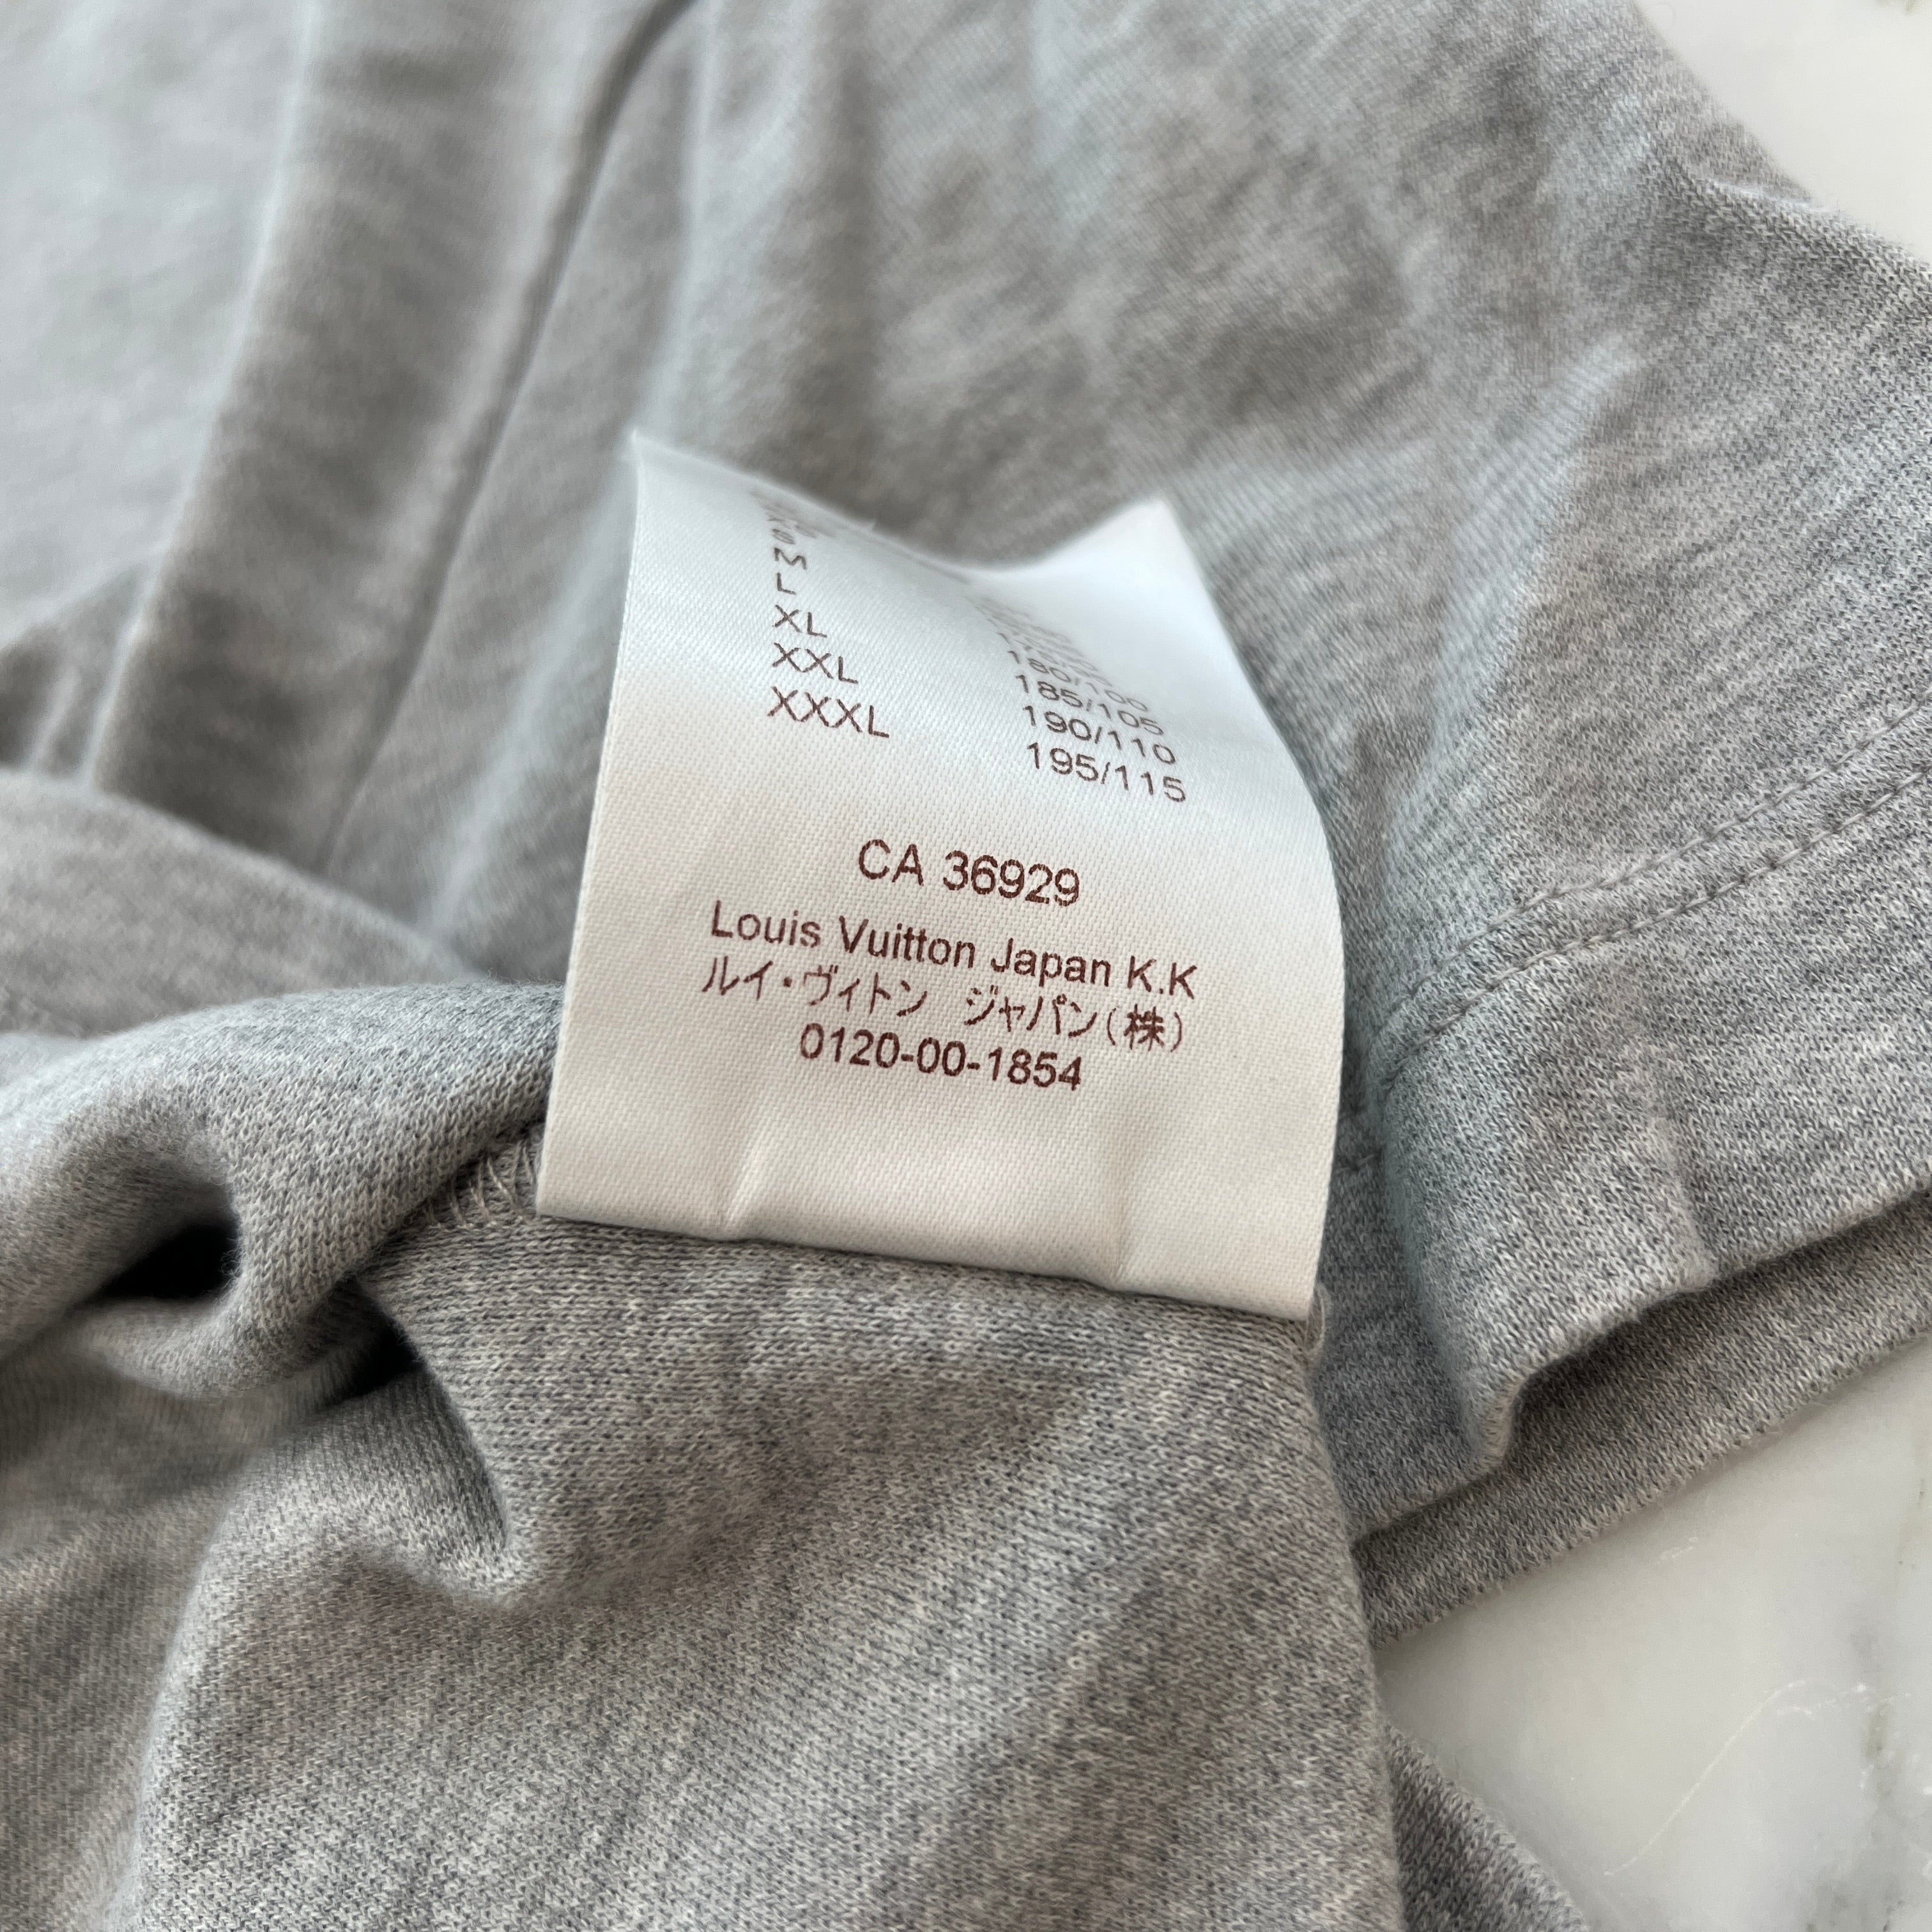 S
M
L
XL 180/100
XXL 185/105
XXXL 190/110
195/115
CA 36929
Louis Vuitton Japan K.K
ルイ・ヴィトン ジャパン(株)
0120-00-1854